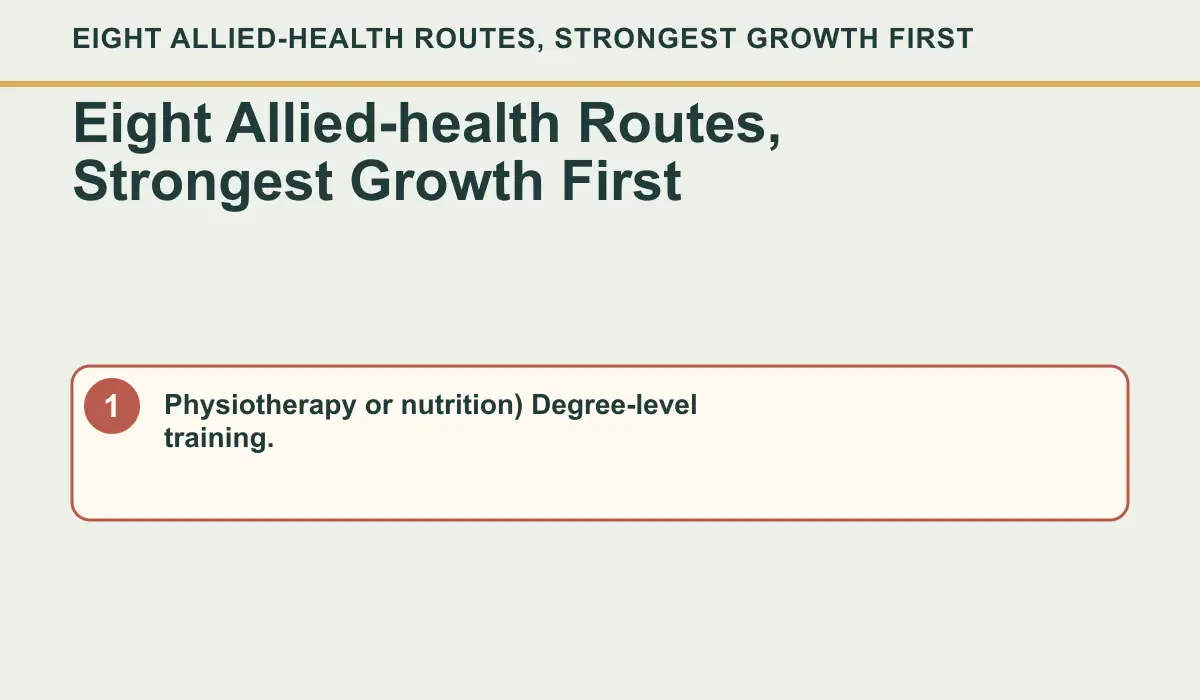 EIGHT ALLIED-HEALTH ROUTES, STRONGEST GROWTH FIRST
Eight Allied-health Routes,
Strongest Growth First
1
Physiotherapy or nutrition) Degree-level
training.